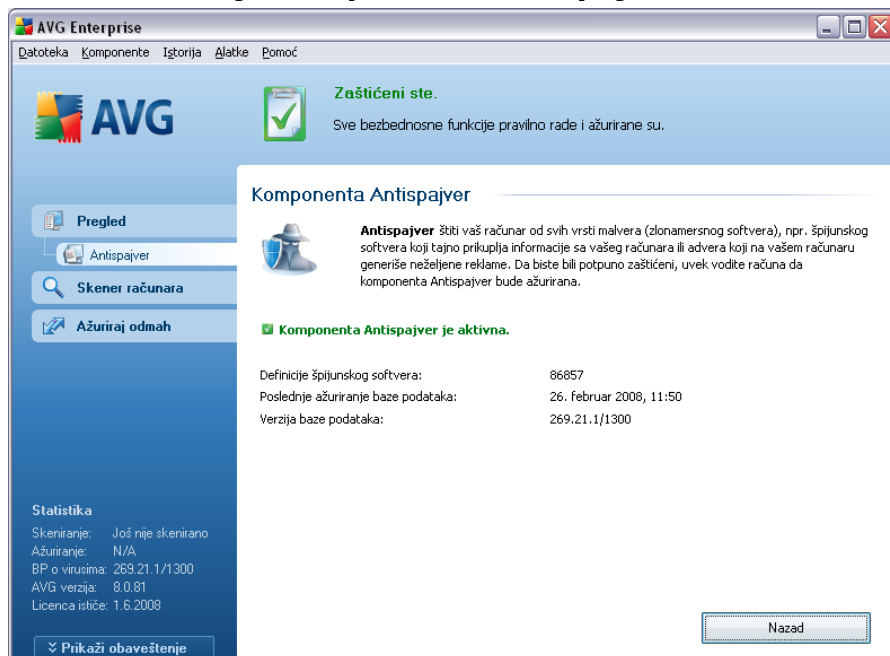 AVG Enterprise
Datoteka Komponente Istorija Alatke Pomoć
AVG
Zaštićeni ste.
Sve bezbednosne funkcije pravilno rade i ažurirane su.
Pregled
Antispajver
Skener računara
Ažuriraj odmah
Komponenta Antispajver
Antispajver štiti vaš računar od svih vrsti malvera (zlonamersnog softvera), npr. špijunskog
softvera koji tajno prikuplja informacije sa vašeg računara ili advera koji na vašem računaru
generiše neželjene reklame. Da biste bili potpuno zaštićeni, uvek vodite računa da
komponenta Antispajver bude ažurirana.
Komponenta Antispajver je aktivna.
Definicije špijunskog softvera: 86857
Poslednje ažuriranje baze podataka: 26. februar 2008, 11:50
Verzija baze podataka: 269.21.1/1300
Statistika
Skeniranje: Još nije skenirano
Ažuriranje: N/A
BP o virusima: 269.21.1/1300
AVG verzija: 8.0.81
Licenca ističe: 1.6.2008
Prikaži obaveštenje
Nazad